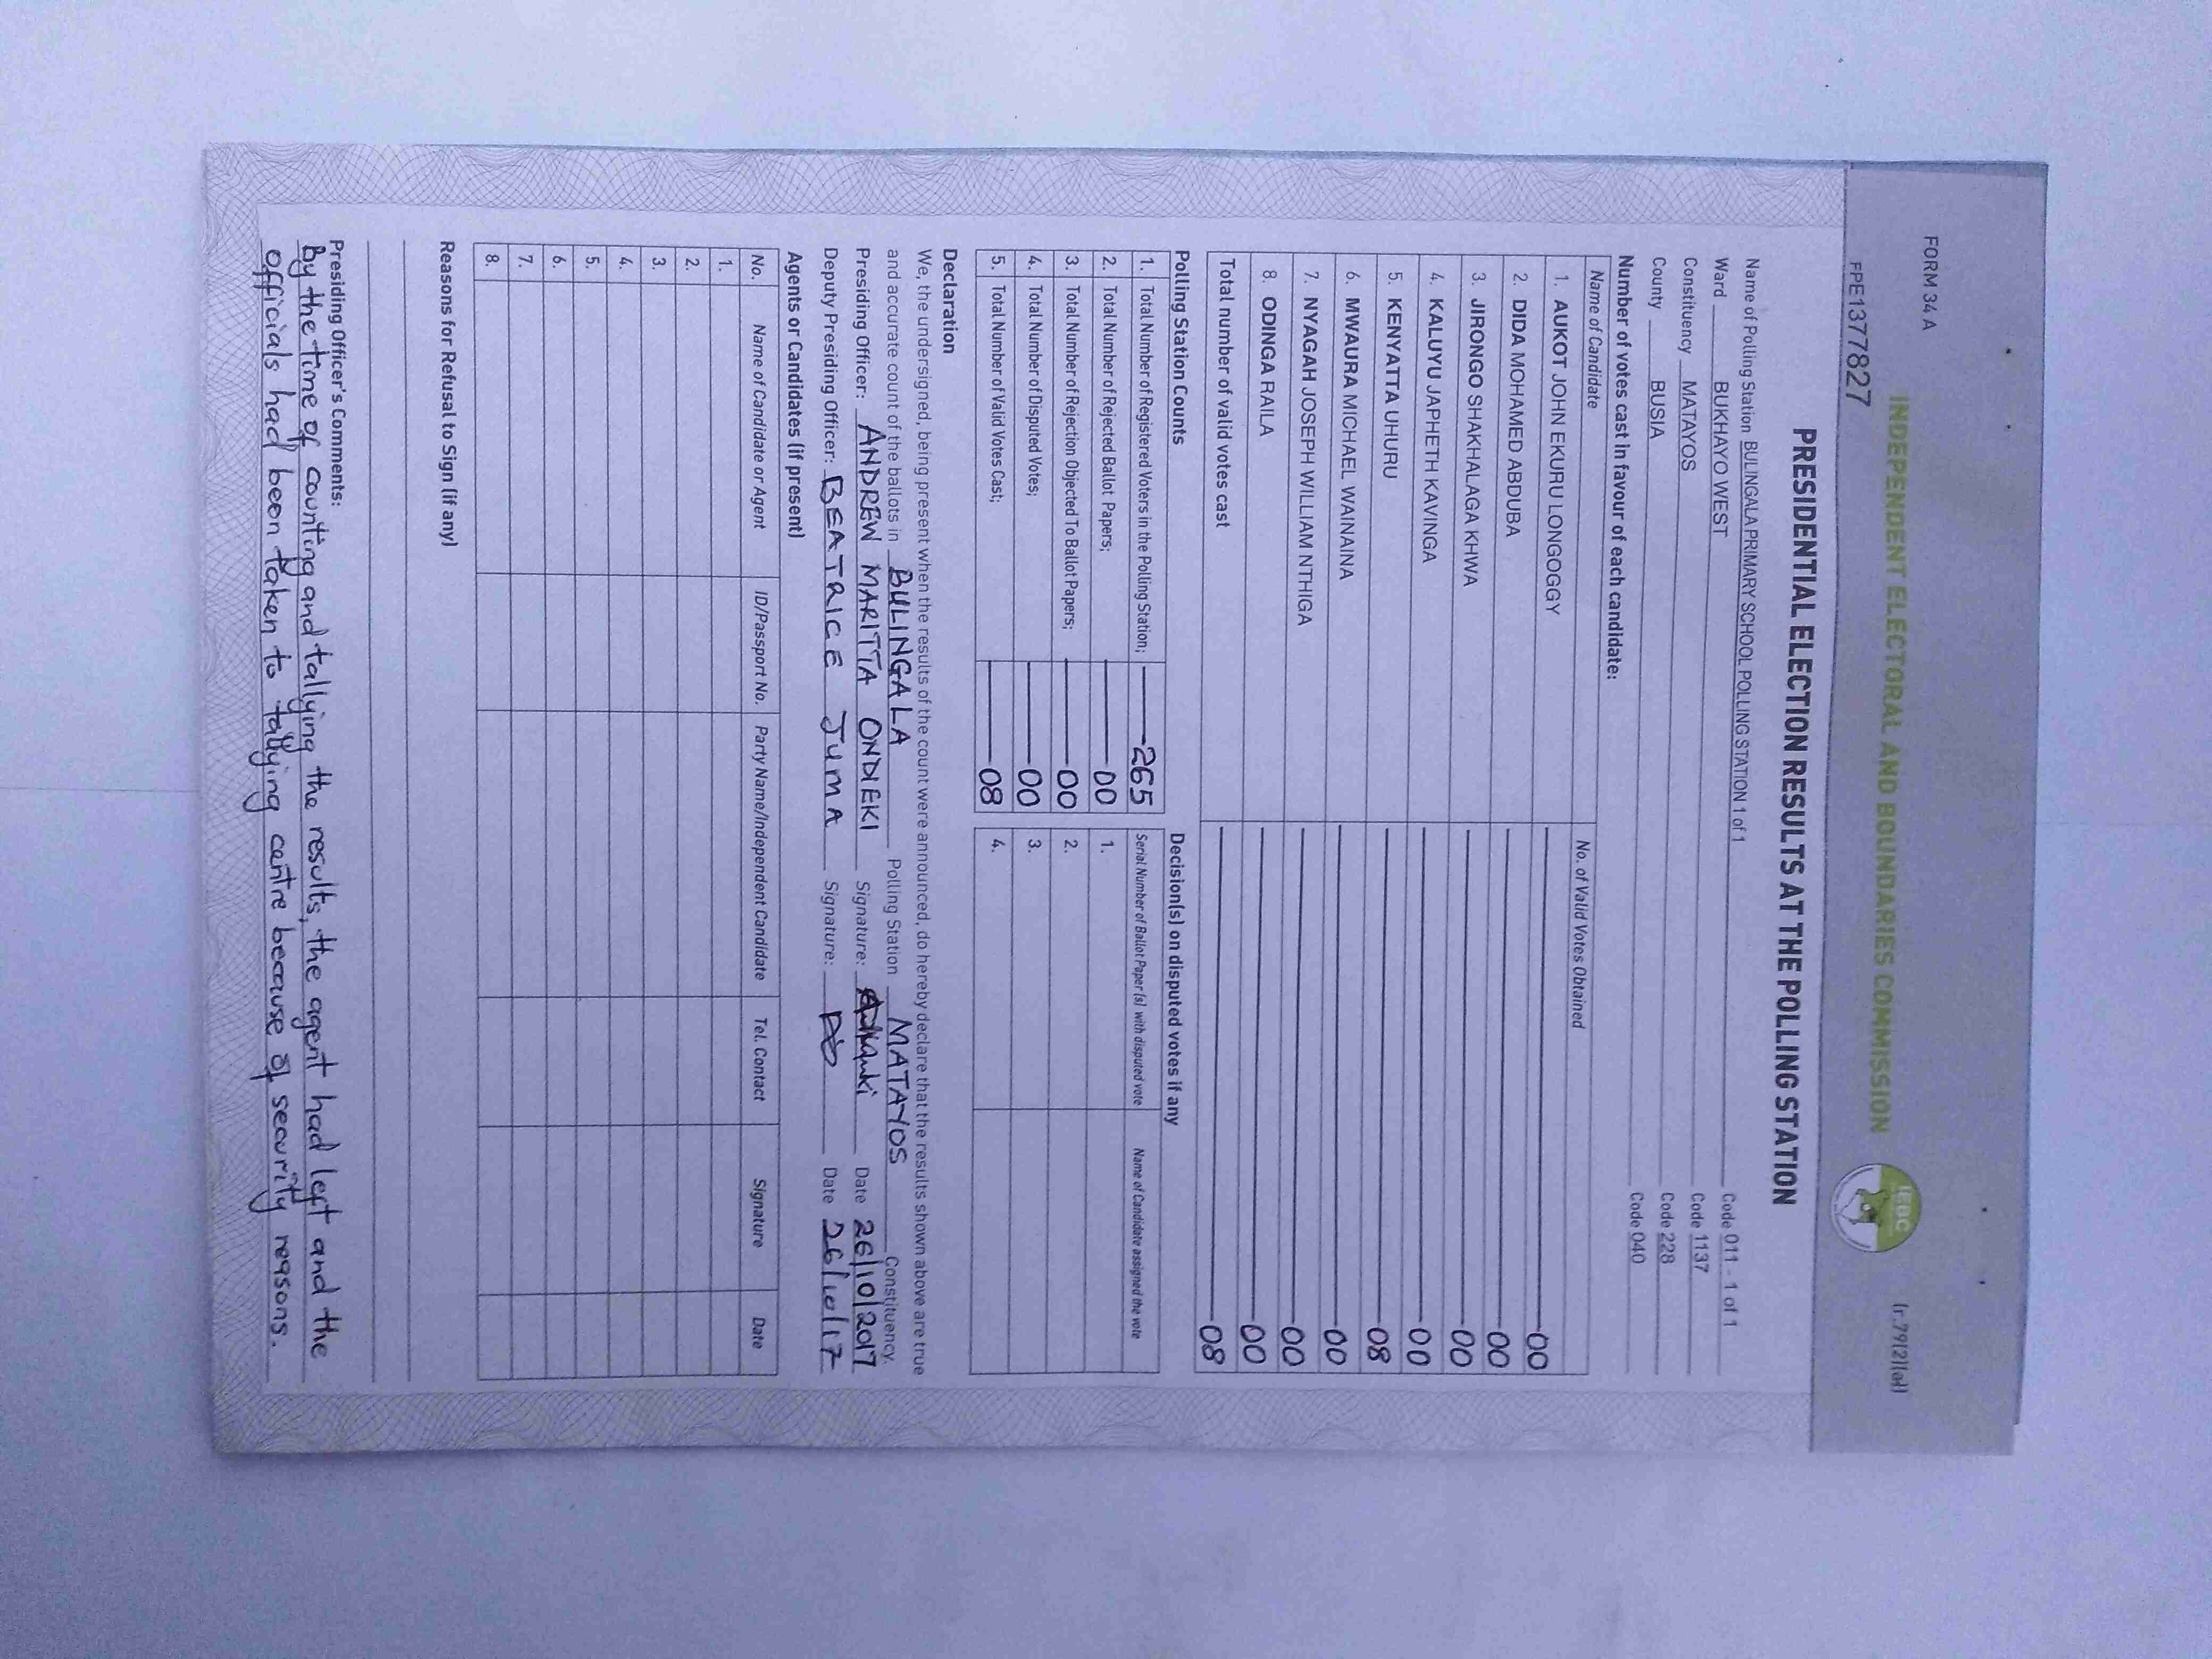 FORM 34 A
(r.79(2)(a))
INDEPENDENT ELECTORAL AND BOUNDARIES COMMISSION
iebc
FPE1377827
PRESIDENTIAL ELECTION RESULTS AT THE POLLING STATION
Name of Polling Station BULINGALA PRIMARY SCHOOL POLLING STATION 1 of 1 Code 011 - 1 of 1
Ward BUKHAYO WEST Code 1137
Constituency MATAYOS Code 228
County BUSIA Code 040
Number of votes cast in favour of each candidate:
Name of Candidate No. of Valid Votes Obtained
1. AUKOT JOHN EKURU LONGOGGY 00
2. DIDA MOHAMED ABDUBA 00
3. JIRONGO SHAKHALAGA KHWA 00
4. KALUYU JAPHETH KAVINGA 00
5. KENYATTA UHURU 08
6. MWAURA MICHAEL WAINAINA 00
7. NYAGAH JOSEPH WILLIAM NTHIGA 00
8. ODINGA RAILA 00
Total number of valid votes cast 08
Polling Station Counts
1. Total Number of Registered Voters in the Polling Station; 265
2. Total Number of Rejected Ballot Papers; 00
3. Total Number of Rejection Objected To Ballot Papers; 00
4. Total Number of Disputed Votes; 00
5. Total Number of Valid Votes Cast; 08
Decision(s) on disputed votes if any
Serial Number of Ballot Paper(s) with disputed vote Name of Candidate assigned the vote
1.
2.
3.
4.
Declaration
We, the undersigned, being present when the results of the count were announced, do hereby declare that the results shown above are true
and accurate count of the ballots in BULINGALA Polling Station MATAYOS Constituency.
Presiding Officer: ANDREW MARITTA ONDIEKI Signature: Date 26/10/2017
Deputy Presiding Officer: BEATRICE JUMA Signature: Date 26/10/17
Agents or Candidates (if present)
No. Name of Candidate or Agent ID/Passport No. Party Name/Independent Candidate Tel. Contact Signature Date
1.
2.
3.
4.
5.
6.
7.
8.
Reasons for Refusal to Sign (if any)
Presiding Officer's Comments:
By the time of counting and tallying the results, the agent had left and the
officials had been taken to tallying centre because of security reasons.